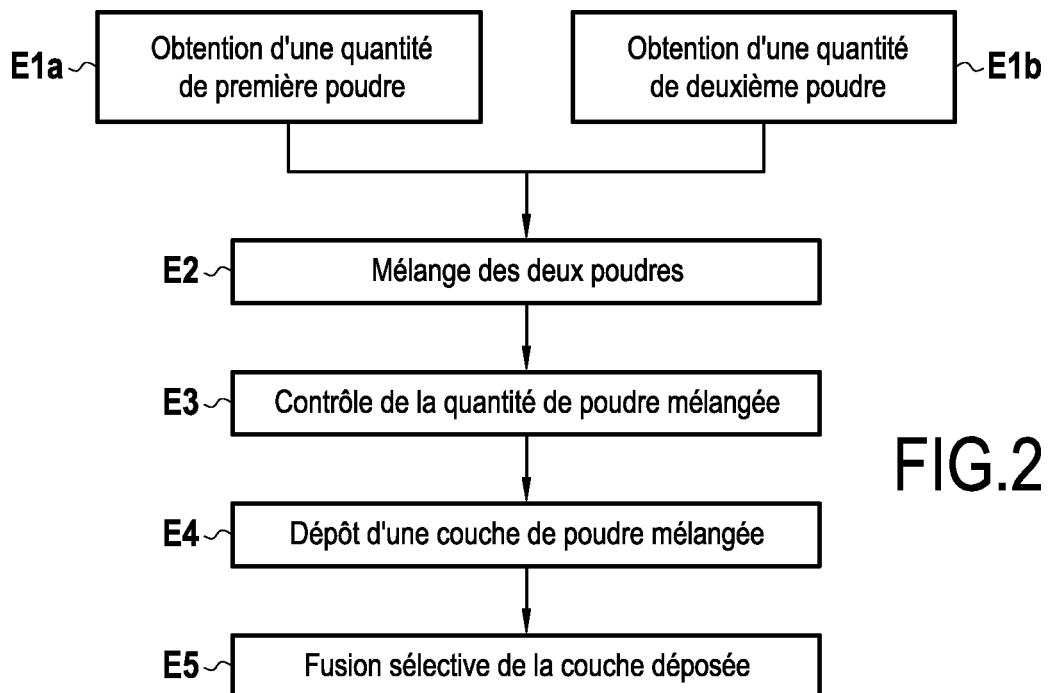 E1a
Obtention d'une quantité
de première poudre
Obtention d'une quantité
de deuxième poudre
E1b
E2
Mélange des deux poudres
E3
Contrôle de la quantité de poudre mélangée
FIG.2
E4
Dépôt d'une couche de poudre mélangée
E5
Fusion sélective de la couche déposée